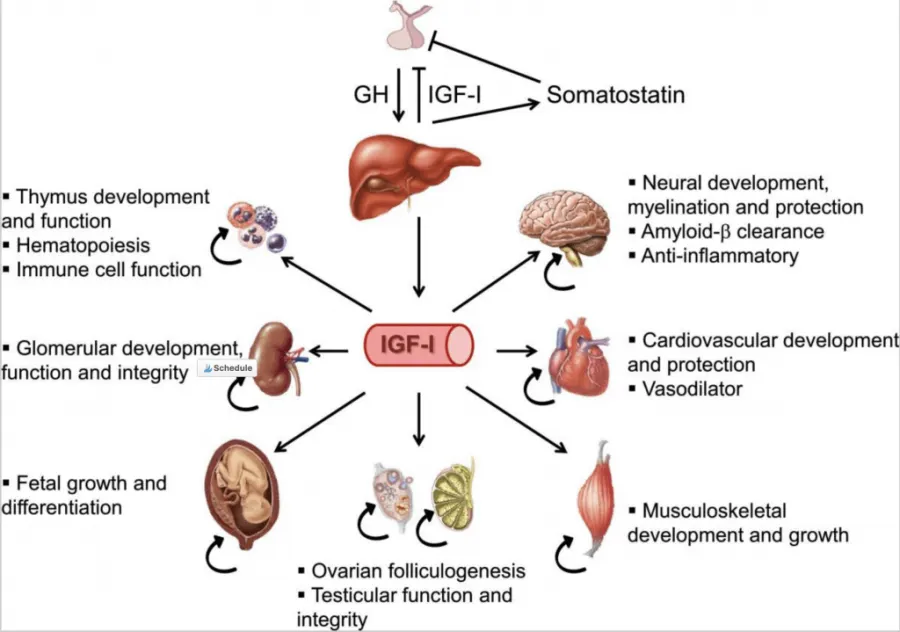 GH
IGF-I
Somatostatin
▪ Thymus development
and function
▪ Hematopoiesis
▪ Immune cell function
▪ Neural development,
myelination and protection
▪ Amyloid-β clearance
▪ Anti-inflammatory
▪ Glomerular development,
function and integrity
Schedule
IGF-I
▪ Cardiovascular development
and protection
▪ Vasodilator
▪ Fetal growth and
differentiation
▪ Ovarian folliculogenesis
▪ Testicular function and
integrity
▪ Musculoskeletal
development and growth